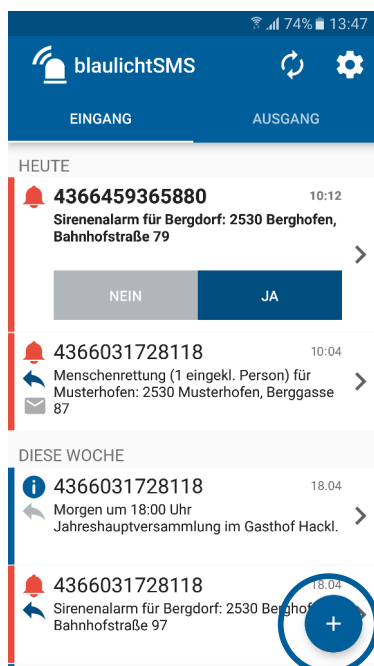 74% 13:47
blaulichtSMS
EINGANG AUSGANG
HEUTE
4366459365880 10:12
Sirenenalarm für Bergdorf: 2530 Berghofen,
Bahnhofstraße 79
NEIN JA
4366031728118 10:04
Menschenrettung (1 eingekl. Person) für
Musterhofen: 2530 Musterhofen, Berggasse
87
DIESE WOCHE
4366031728118 18.04
Morgen um 18:00 Uhr
Jahreshauptversammlung im Gasthof Hackl.
4366031728118 18.04
Sirenenalarm für Bergdorf: 2530
Bahnhofstraße 97